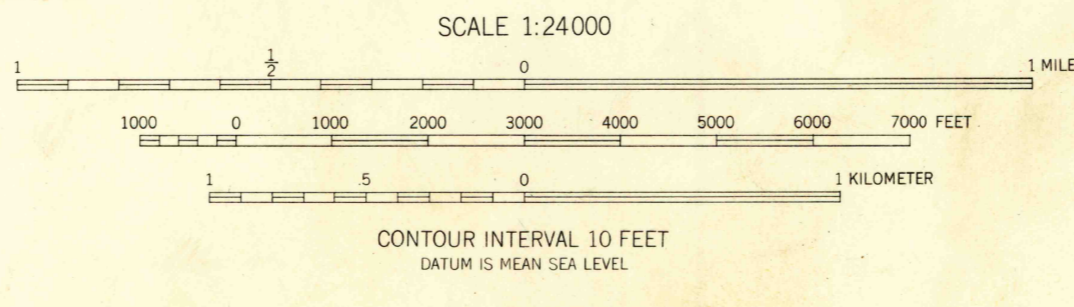 SCALE 1:24000
1 1/2 0 1 MILE
1000 0 1000 2000 3000 4000 5000 6000 7000 FEET
1 .5 0 1 KILOMETER
CONTOUR INTERVAL 10 FEET
DATUM IS MEAN SEA LEVEL